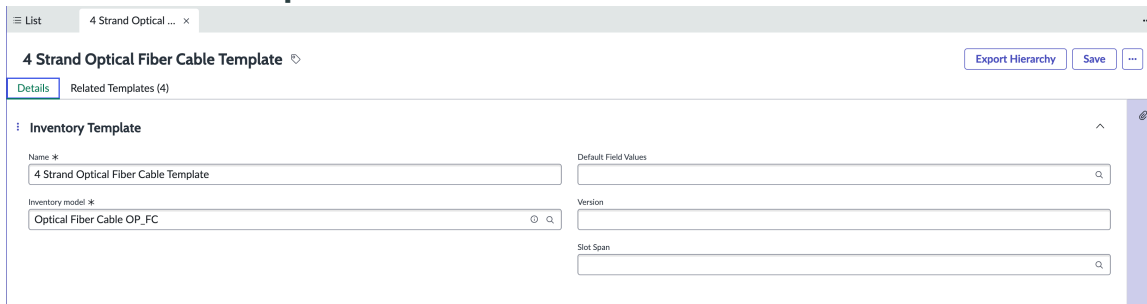 List
4 Strand Optical ... ×
4 Strand Optical Fiber Cable Template
Export Hierarchy
Save
Details
Related Templates (4)
Inventory Template
Name *
4 Strand Optical Fiber Cable Template
Default Field Values
Inventory model *
Optical Fiber Cable OP_FC
Version
Slot Span